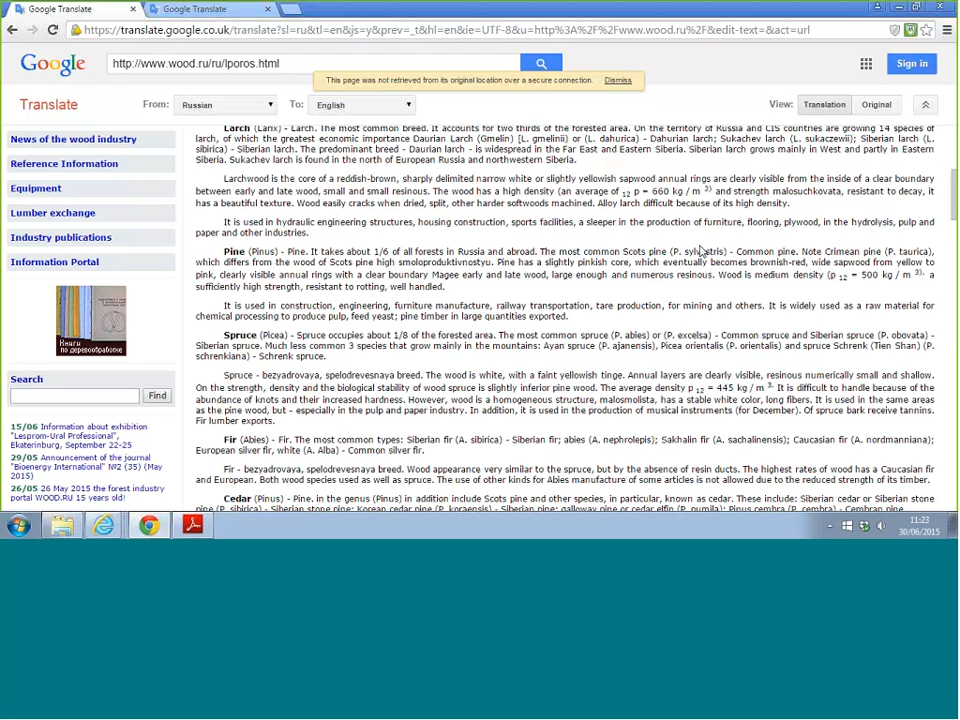 Google Translate
Google Translate
https://translate.google.co.uk/translate?sl=ru&tl=en&js=y&prev=_t&hl=en&ie=UTF-8&u=http%3A%2F%2Fwww.wood.ru%2Fru%2Flporos.html&edit-text=&act=url
Google
http://www.wood.ru/ru/lporos.html
Sign in
This page was not retrieved from its original location over a secure connection. Dismiss
Translate
From: Russian
To: English
View: Translation Original
News of the wood industry
Reference Information
Equipment
Lumber exchange
Industry publications
Information Portal
Книги
по деревообработке
Search
Find
15/06 Information about exhibition
"Lesprom-Ural Professional",
Ekaterinburg, September 22-25
29/05 Announcement of the journal
"Bioenergy International" №2 (35) (May
2015)
26/05 26 May 2015 the forest industry
portal WOOD.RU 15 years old!
Larch (Larix) - Larch. The most common breed. It accounts for two thirds of the forested area. On the territory of Russia and CIS countries are growing 14 species of
larch, of which the greatest economic importance Daurian Larch (Gmelin) [L. gmelinii) or (L. dahurica) - Dahurian larch; Sukachev larch (L. sukaczewii); Siberian larch (L.
sibirica) - Siberian larch. The predominant breed - is widespread in the Far East and Eastern Siberia. Siberian larch grows mainly in West and partly in Eastern
Siberia. Sukachev larch is found in the north of European Russia and northwestern Siberia.
Larchwood is the core of a reddish-brown, sharply delimited narrow white or slightly yellowish sapwood annual rings are clearly visible from the inside of a clear boundary
between early and late wood, small and small resinous. The wood has a high density (an average of 12 p = 660 kg / m 3) and strength malosuchkovata, resistant to decay, it
has a beautiful texture. Wood easily cracks when dried, split, other harder softwoods machined. Alloy larch difficult because of its high density.
It is used in hydraulic engineering structures, housing construction, sports facilities, a sleeper in the production of furniture, flooring, plywood, in the hydrolysis, pulp and
paper and other industries.
Pine (Pinus) - Pine. It takes about 1/6 of all forests in Russia and abroad. The most common Scots pine (P. sylvestris) - Common pine. Note Crimean pine (P. taurica),
which differs from the wood of Scots pine high smoloproduktivnostyu. Pine has a slightly pinkish core, which eventually becomes brownish-red, wide sapwood from yellow to
pink, clearly visible annual rings with a clear boundary Magee early and late wood, large enough and numerous resinous. Wood is medium density (p 12 = 500 kg / m 3), a
sufficiently high strength, resistant to rotting, well handled.
It is used in construction, engineering, furniture manufacture, railway transportation, tare production, for mining and others. It is widely used as a raw material for
chemical processing to produce pulp, feed yeast; pine timber in large quantities exported.
Spruce (Picea) - Spruce occupies about 1/8 of the forested area. The most common spruce (P. abies) or (P. excelsa) - Common spruce and Siberian spruce (P. obovata) -
Siberian spruce. Much less common 3 species that grow mainly in the mountains: Ayan spruce (P. ajanensis), Picea orientalis (P. orientalis) and spruce Schrenk (Tien Shan) (P.
schrenkiana) - Schrenk spruce.
Spruce - bezyadrovaya, spelodrevesnaya breed. The wood is white, with a faint yellowish tinge. Annual layers are clearly visible, resinous numerically small and shallow.
On the strength, density and the biological stability of wood spruce is slightly inferior pine wood. The average density p 12 = 445 kg / m 3. It is difficult to handle because of the
abundance of knots and their increased hardness. However, wood is a homogeneous structure, malosmolista, has a stable white color, long fibers. It is used in the same areas
as the pine wood, but - especially in the pulp and paper industry. In addition, it is used in the production of musical instruments (for December). Of spruce bark receive tannins.
Fir lumber exports.
Fir (Abies) - Fir. The most common types: Siberian fir (A. sibirica) - Siberian fir; abies (A. nephrolepis); Sakhalin fir (A. sachalinensis); Caucasian fir (A. nordmanniana);
European silver fir, white (A. Alba) - Common silver fir.
Fir - bezyadrovaya, spelodrevesnaya breed. Wood appearance very similar to the spruce, but by the absence of resin ducts. The highest rates of wood has a Caucasian fir
and European. Both wood species used as well as spruce. The use of other kinds for Abies manufacture of some articles is not allowed due to the reduced strength of its timber.
Cedar (Pinus) - Pine. in the genus (Pinus) in addition include Scots pine and other species, in particular, known as cedar. These include: Siberian cedar or Siberian stone
pine (P. sibirica) - Siberian stone pine; Korean cedar pine (P. koraensis) - Siberian pine; galloway pine or cedar elfin (P. pumila); Pinus cembra (P. cembra) - Cembran pine
11:23
30/06/2015